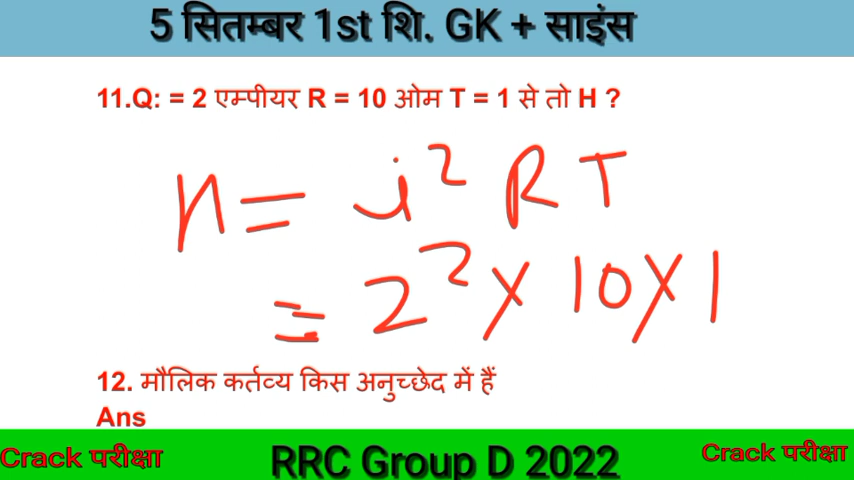 5 सितम्बर 1st शि. GK + साइंस
11.Q: = 2 एम्पीयर R = 10 ओम T = 1 से तो H ?
H = i² R T
= 2² X 10 X 1
12. मौलिक कर्तव्य किस अनुच्छेद में हैं
Ans
Crack परीक्षा RRC Group D 2022 Crack परीक्षा